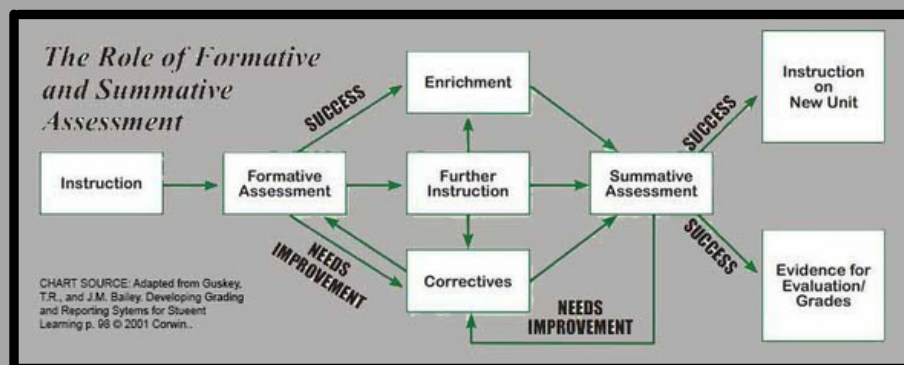 The Role of Formative
and Summative
Assessment
SUCCESS
Enrichment
Instruction
on
New Unit
SUCCESS
Instruction
Formative
Assessment
Further
Instruction
Summative
Assessment
NEEDS
IMPROVEMENT
Correctives
NEEDS
IMPROVEMENT
SUCCESS
Evidence for
Evaluation/
Grades
CHART SOURCE: Adapted from Guskey,
T.R., and J.M. Bailey. Developing Grading
and Reporting Sytems for Stueent
Learning p. 98 © 2001 Corwin..